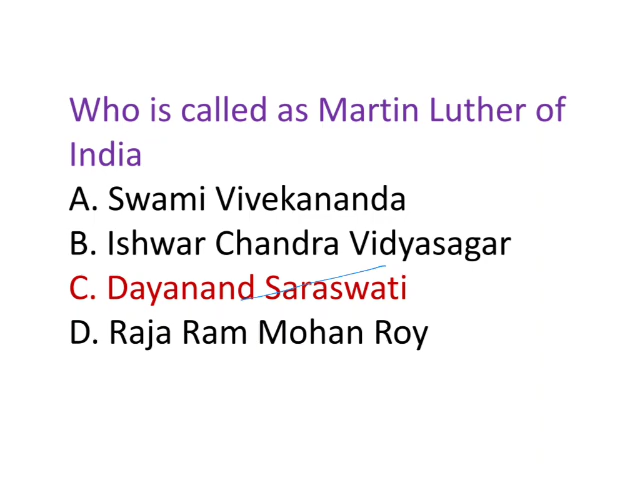 Who is called as Martin Luther of
India
A. Swami Vivekananda
B. Ishwar Chandra Vidyasagar
C. Dayanand Saraswati
D. Raja Ram Mohan Roy